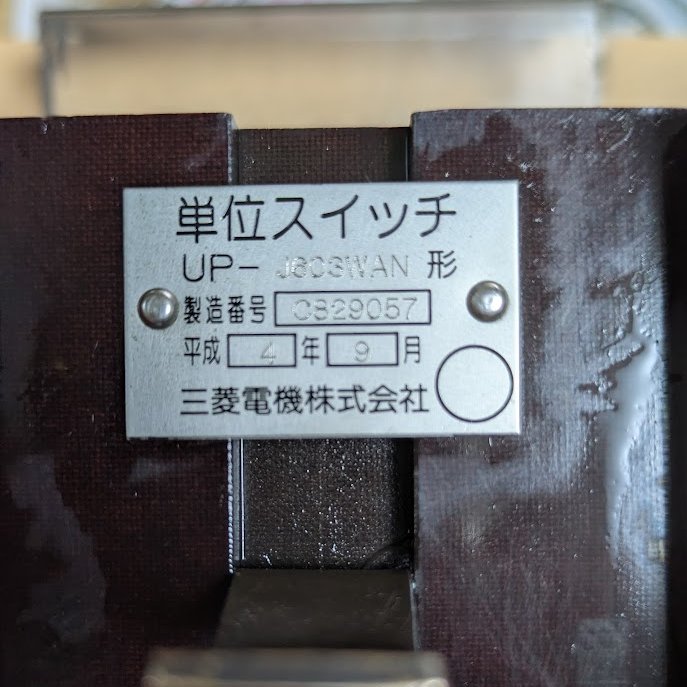 単位スイッチ
UP- J603WAN 形
製造番号 C829057
平成 4 年 9 月
三菱電機株式会社